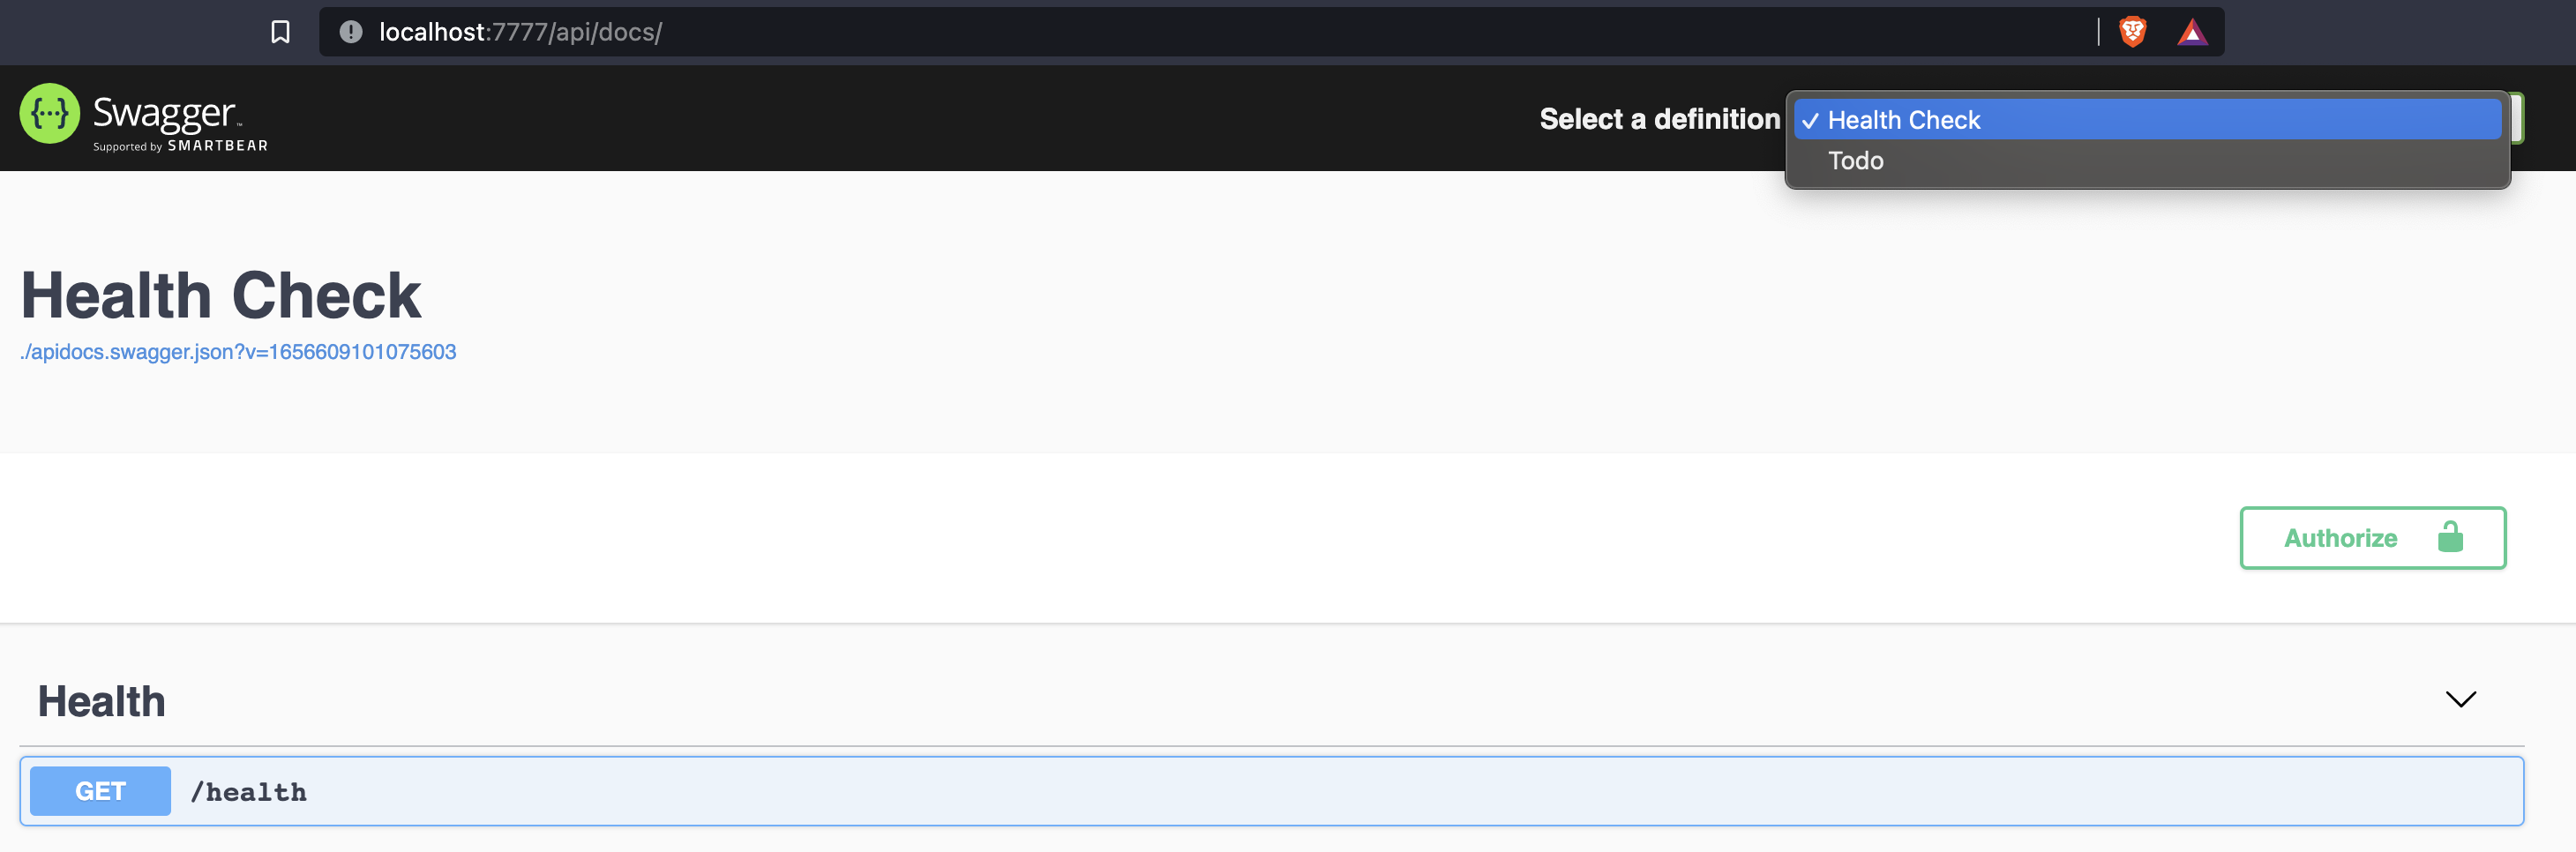 localhost:7777/api/docs/
{···} Swagger™
Supported by SMARTBEAR
Select a definition
✓ Health Check
Todo
Health Check
./apidocs.swagger.json?v=1656609101075603
Authorize
Health
GET /health